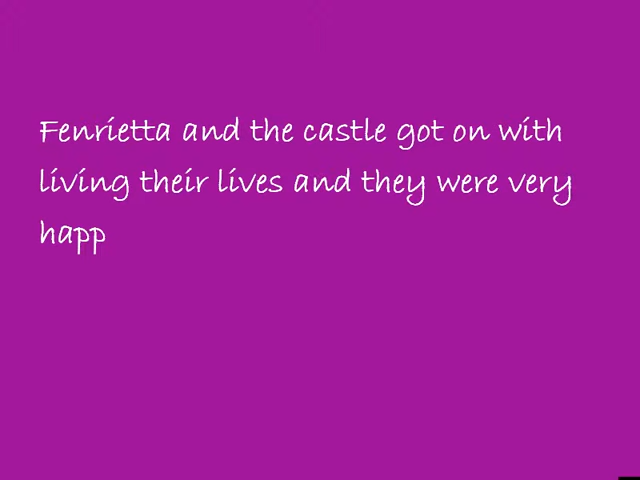 Fenrietta and the castle got on with
living their lives and they were very
happ